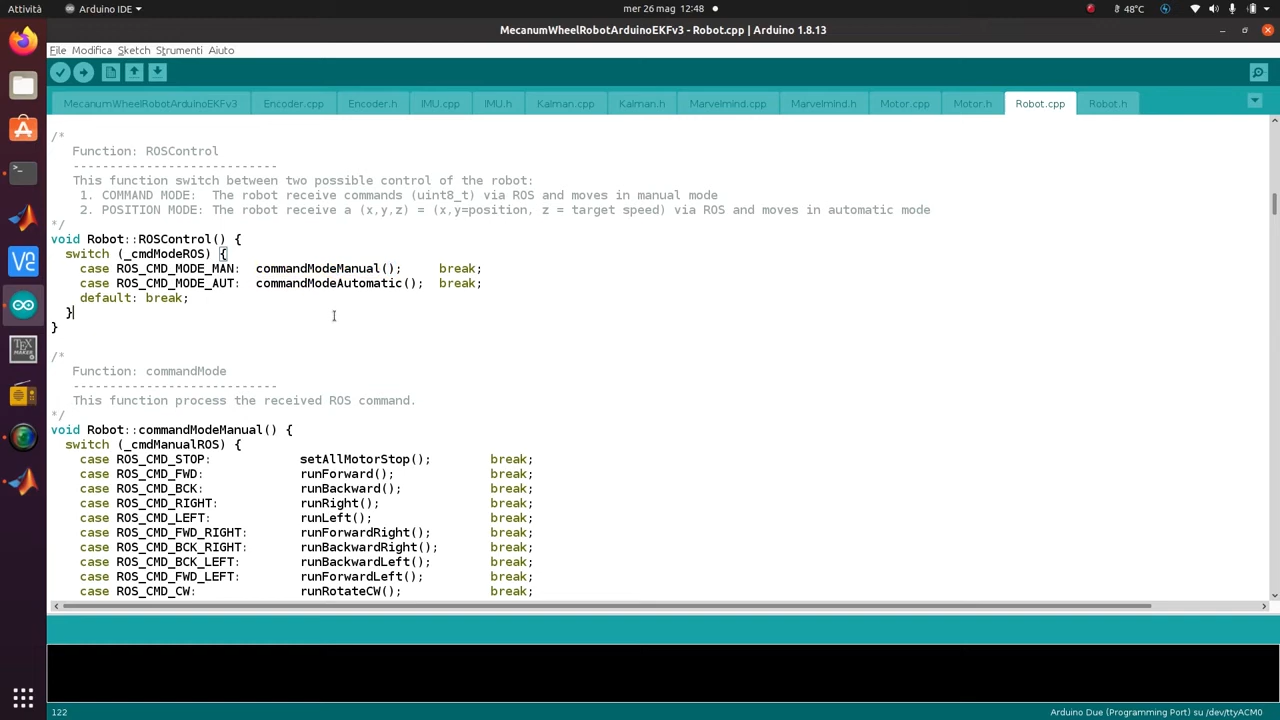 Attività
Arduino IDE
mer 26 mag 12:48
48°C
MecanumWheelRobotArduinoEKFv3 - Robot.cpp | Arduino 1.8.13
File Modifica Sketch Strumenti Aiuto
MecanumWheelRobotArduinoEKFv3
Encoder.cpp
Encoder.h
IMU.cpp
IMU.h
Kalman.cpp
Kalman.h
Marvelmind.cpp
Marvelmind.h
Motor.cpp
Motor.h
Robot.cpp
Robot.h
/*
Function: ROSControl
----------------------------
This function switch between two possible control of the robot:
1. COMMAND MODE: The robot receive commands (uint8_t) via ROS and moves in manual mode
2. POSITION MODE: The robot receive a (x,y,z) = (x,y=position, z = target speed) via ROS and moves in automatic mode
*/
void Robot::ROSControl() {
switch (_cmdModeROS) {
case ROS_CMD_MODE_MAN: commandModeManual(); break;
case ROS_CMD_MODE_AUT: commandModeAutomatic(); break;
default: break;
}
}
/*
Function: commandMode
----------------------------
This function process the received ROS command.
*/
void Robot::commandModeManual() {
switch (_cmdManualROS) {
case ROS_CMD_STOP: setAllMotorStop(); break;
case ROS_CMD_FWD: runForward(); break;
case ROS_CMD_BCK: runBackward(); break;
case ROS_CMD_RIGHT: runRight(); break;
case ROS_CMD_LEFT: runLeft(); break;
case ROS_CMD_FWD_RIGHT: runForwardRight(); break;
case ROS_CMD_BCK_RIGHT: runBackwardRight(); break;
case ROS_CMD_BCK_LEFT: runBackwardLeft(); break;
case ROS_CMD_FWD_LEFT: runForwardLeft(); break;
case ROS_CMD_CW: runRotateCW(); break;
TEX
MAKER
122
Arduino Due (Programming Port) su /dev/ttyACM0